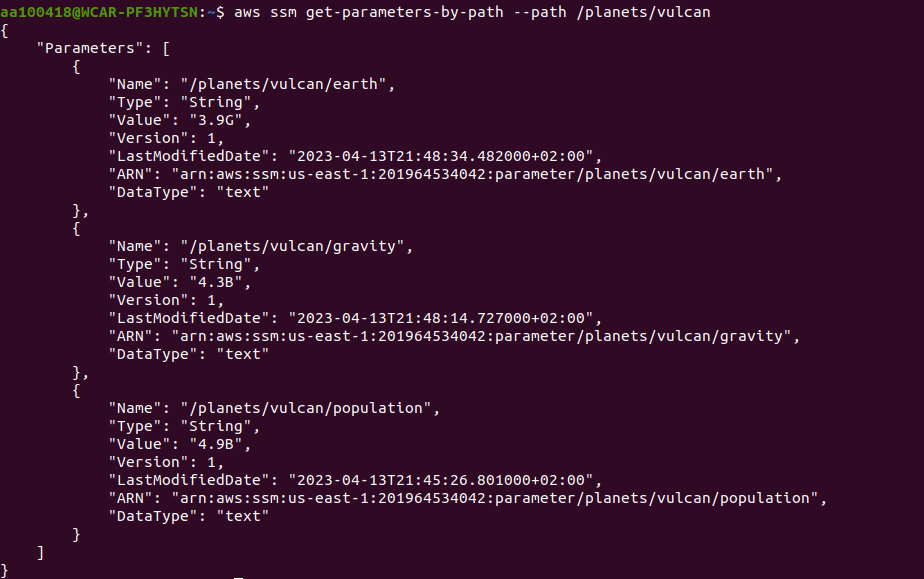 aa100418@WCAR-PF3HYTSN:~$ aws ssm get-parameters-by-path --path /planets/vulcan
{
    "Parameters": [
        {
            "Name": "/planets/vulcan/earth",
            "Type": "String",
            "Value": "3.9G",
            "Version": 1,
            "LastModifiedDate": "2023-04-13T21:48:34.482000+02:00",
            "ARN": "arn:aws:ssm:us-east-1:201964534042:parameter/planets/vulcan/earth",
            "DataType": "text"
        },
        {
            "Name": "/planets/vulcan/gravity",
            "Type": "String",
            "Value": "4.3B",
            "Version": 1,
            "LastModifiedDate": "2023-04-13T21:48:14.727000+02:00",
            "ARN": "arn:aws:ssm:us-east-1:201964534042:parameter/planets/vulcan/gravity",
            "DataType": "text"
        },
        {
            "Name": "/planets/vulcan/population",
            "Type": "String",
            "Value": "4.9B",
            "Version": 1,
            "LastModifiedDate": "2023-04-13T21:45:26.801000+02:00",
            "ARN": "arn:aws:ssm:us-east-1:201964534042:parameter/planets/vulcan/population",
            "DataType": "text"
        }
    ]
}